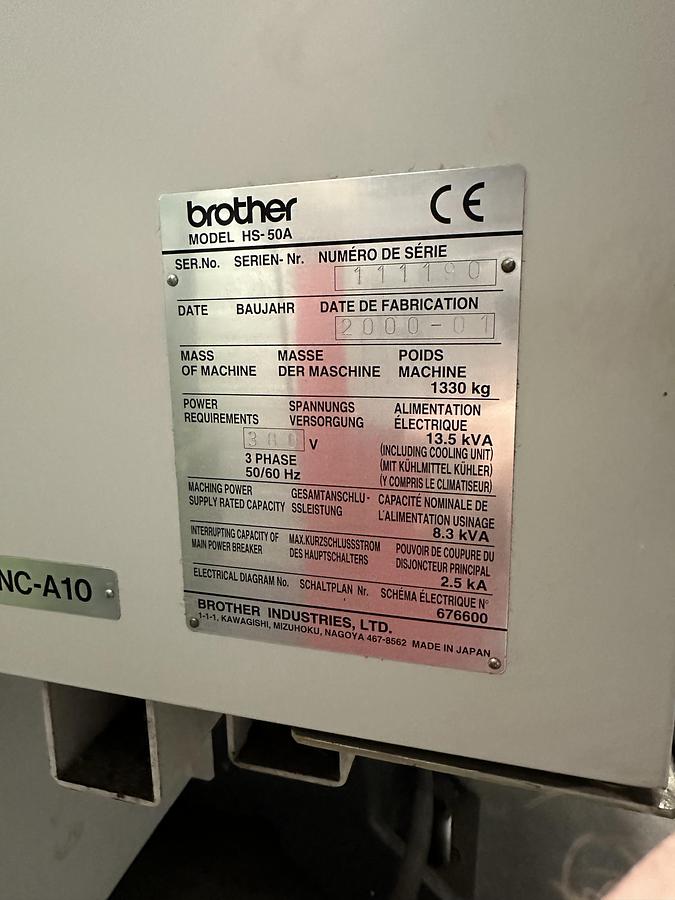 brother
CE
MODEL HS-50A
SER.No. SERIEN-Nr. NUMÉRO DE SÉRIE
111190
DATE BAUJAHR DATE DE FABRICATION
2000-01
MASS MASSE POIDS
OF MACHINE DER MASCHINE MACHINE
1330 kg
POWER SPANNUNGS ALIMENTATION
REQUIREMENTS VERSORGUNG ÉLECTRIQUE
380 V 13.5 kVA
3 PHASE (INCLUDING COOLING UNIT)
50/60 Hz (MIT KÜHLMITTEL KÜHLER)
(Y COMPRIS LE CLIMATISEUR)
MACHING POWER GESAMTANSCHLU- CAPACITÉ NOMINALE DE
SUPPLY RATED CAPACITY SSLEISTUNG L'ALIMENTATION USINAGE
8.3 kVA
INTERRUPTING CAPACITY OF MAX.KURZSCHLUSSSTROM POUVOIR DE COUPURE DU
MAIN POWER BREAKER DES HAUPTSCHALTERS DISJONCTEUR PRINCIPAL
2.5 kA
ELECTRICAL DIAGRAM No. SCHALTPLAN Nr. SCHÉMA ÉLECTRIQUE N°
676600
BROTHER INDUSTRIES, LTD.
1-1-1, KAWAGISHI, MIZUHOKU, NAGOYA 467-8562 MADE IN JAPAN
NC-A10